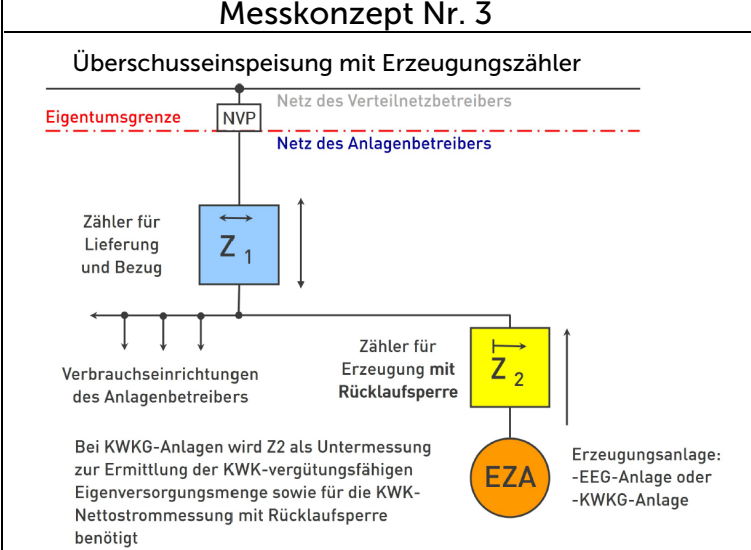 Messkonzept Nr. 3
Überschusseinspeisung mit Erzeugungszähler
Netz des Verteilnetzbetreibers
Eigentumsgrenze
NVP
Netz des Anlagenbetreibers
Zähler für
Lieferung
und Bezug
Z 1
Zähler für
Erzeugung mit
Rücklaufsperre
Z 2
Verbrauchseinrichtungen
des Anlagenbetreibers
Bei KWKG-Anlagen wird Z2 als Untermessung
zur Ermittlung der KWK-vergütungsfähigen
Eigenversorgungsmenge sowie für die KWK-
Nettostrommessung mit Rücklaufsperre
benötigt
EZA
Erzeugungsanlage:
-EEG-Anlage oder
-KWKG-Anlage